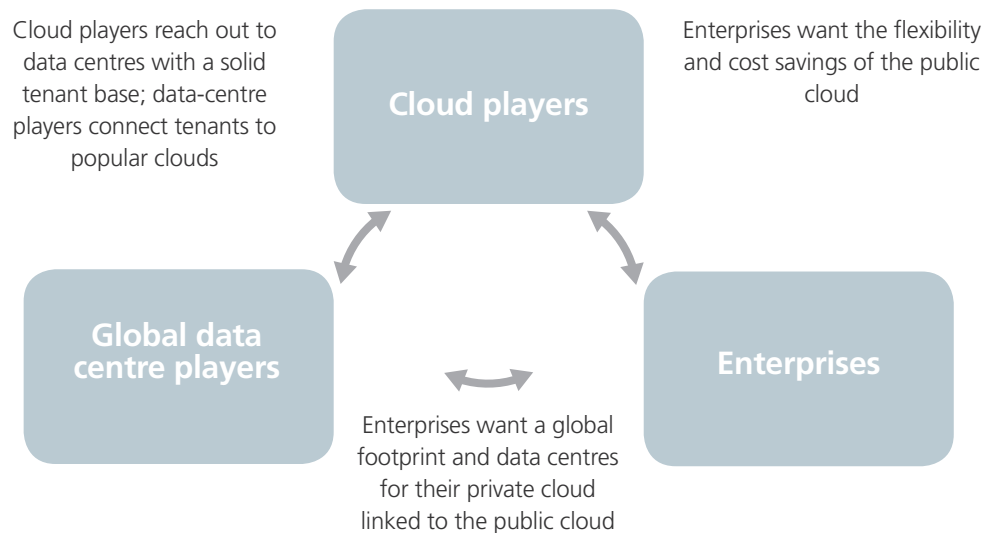 Cloud players reach out to
data centres with a solid
tenant base; data-centre
players connect tenants to
popular clouds
Cloud players
Enterprises want the flexibility
and cost savings of the public
cloud
Global data
centre players
Enterprises
Enterprises want a global
footprint and data centres
for their private cloud
linked to the public cloud